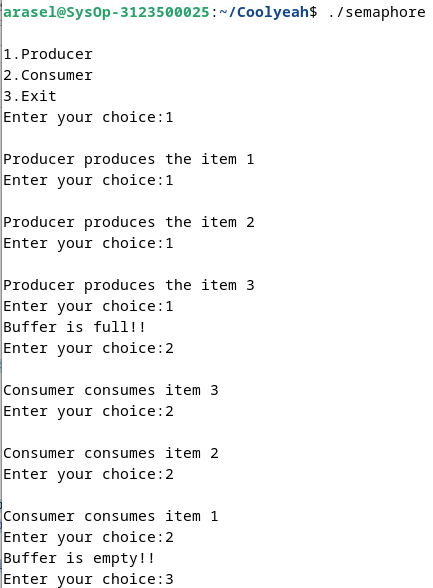 arasel@SysOp-3123500025:~/Coolyeah$ ./semaphore
1.Producer
2.Consumer
3.Exit
Enter your choice:1
Producer produces the item 1
Enter your choice:1
Producer produces the item 2
Enter your choice:1
Producer produces the item 3
Enter your choice:1
Buffer is full!!
Enter your choice:2
Consumer consumes item 3
Enter your choice:2
Consumer consumes item 2
Enter your choice:2
Consumer consumes item 1
Enter your choice:2
Buffer is empty!!
Enter your choice:3